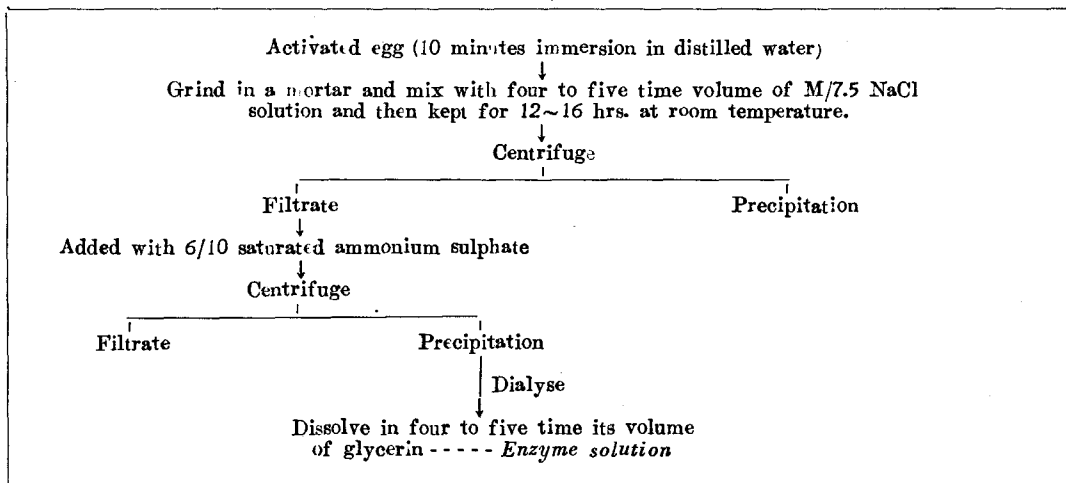 Activated egg (10 minutes immersion in distilled water)
Grind in a mortar and mix with four to five time volume of M/7.5 NaCl
solution and then kept for 12~16 hrs. at room temperature.
Centrifuge
Filtrate Precipitation
Added with 6/10 saturated ammonium sulphate
Centrifuge
Filtrate Precipitation
Dialyse
Dissolve in four to five time its volume
of glycerin ----- Enzyme solution